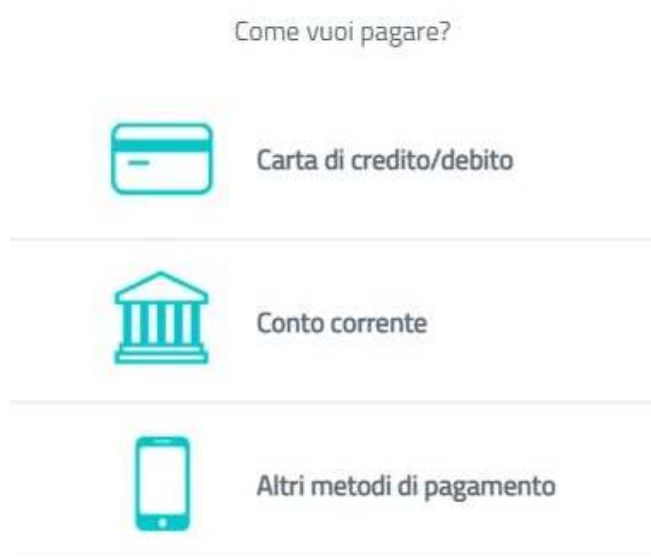 Come vuoi pagare?
Carta di credito/debito
Conto corrente
Altri metodi di pagamento